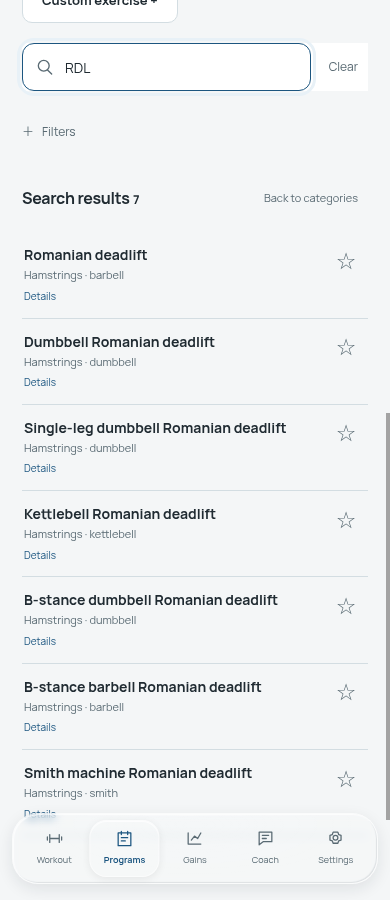 Custom exercise +
RDL
Clear
+ Filters
Search results 7
Back to categories
Romanian deadlift
Hamstrings · barbell
Details
Dumbbell Romanian deadlift
Hamstrings · dumbbell
Details
Single-leg dumbbell Romanian deadlift
Hamstrings · dumbbell
Details
Kettlebell Romanian deadlift
Hamstrings · kettlebell
Details
B-stance dumbbell Romanian deadlift
Hamstrings · dumbbell
Details
B-stance barbell Romanian deadlift
Hamstrings · barbell
Details
Smith machine Romanian deadlift
Hamstrings · smith
Details
Workout
Programs
Gains
Coach
Settings